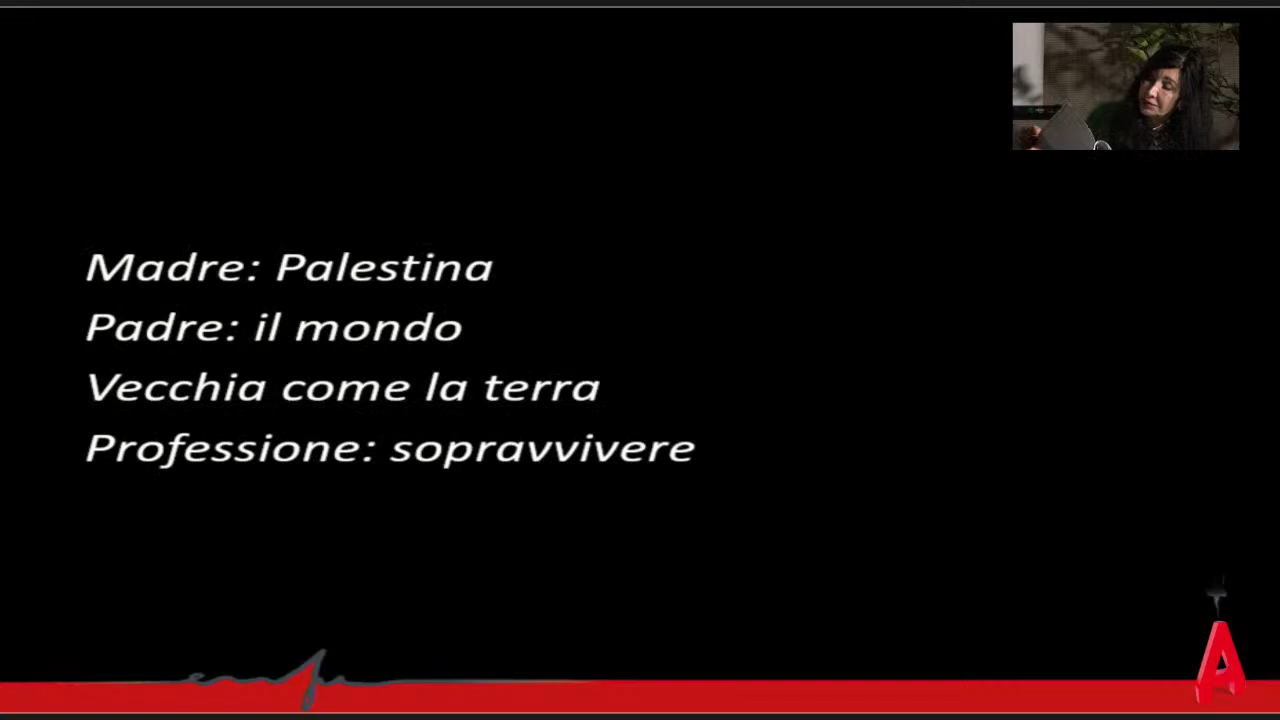 Madre: Palestina
Padre: il mondo
Vecchia come la terra
Professione: sopravvivere
A